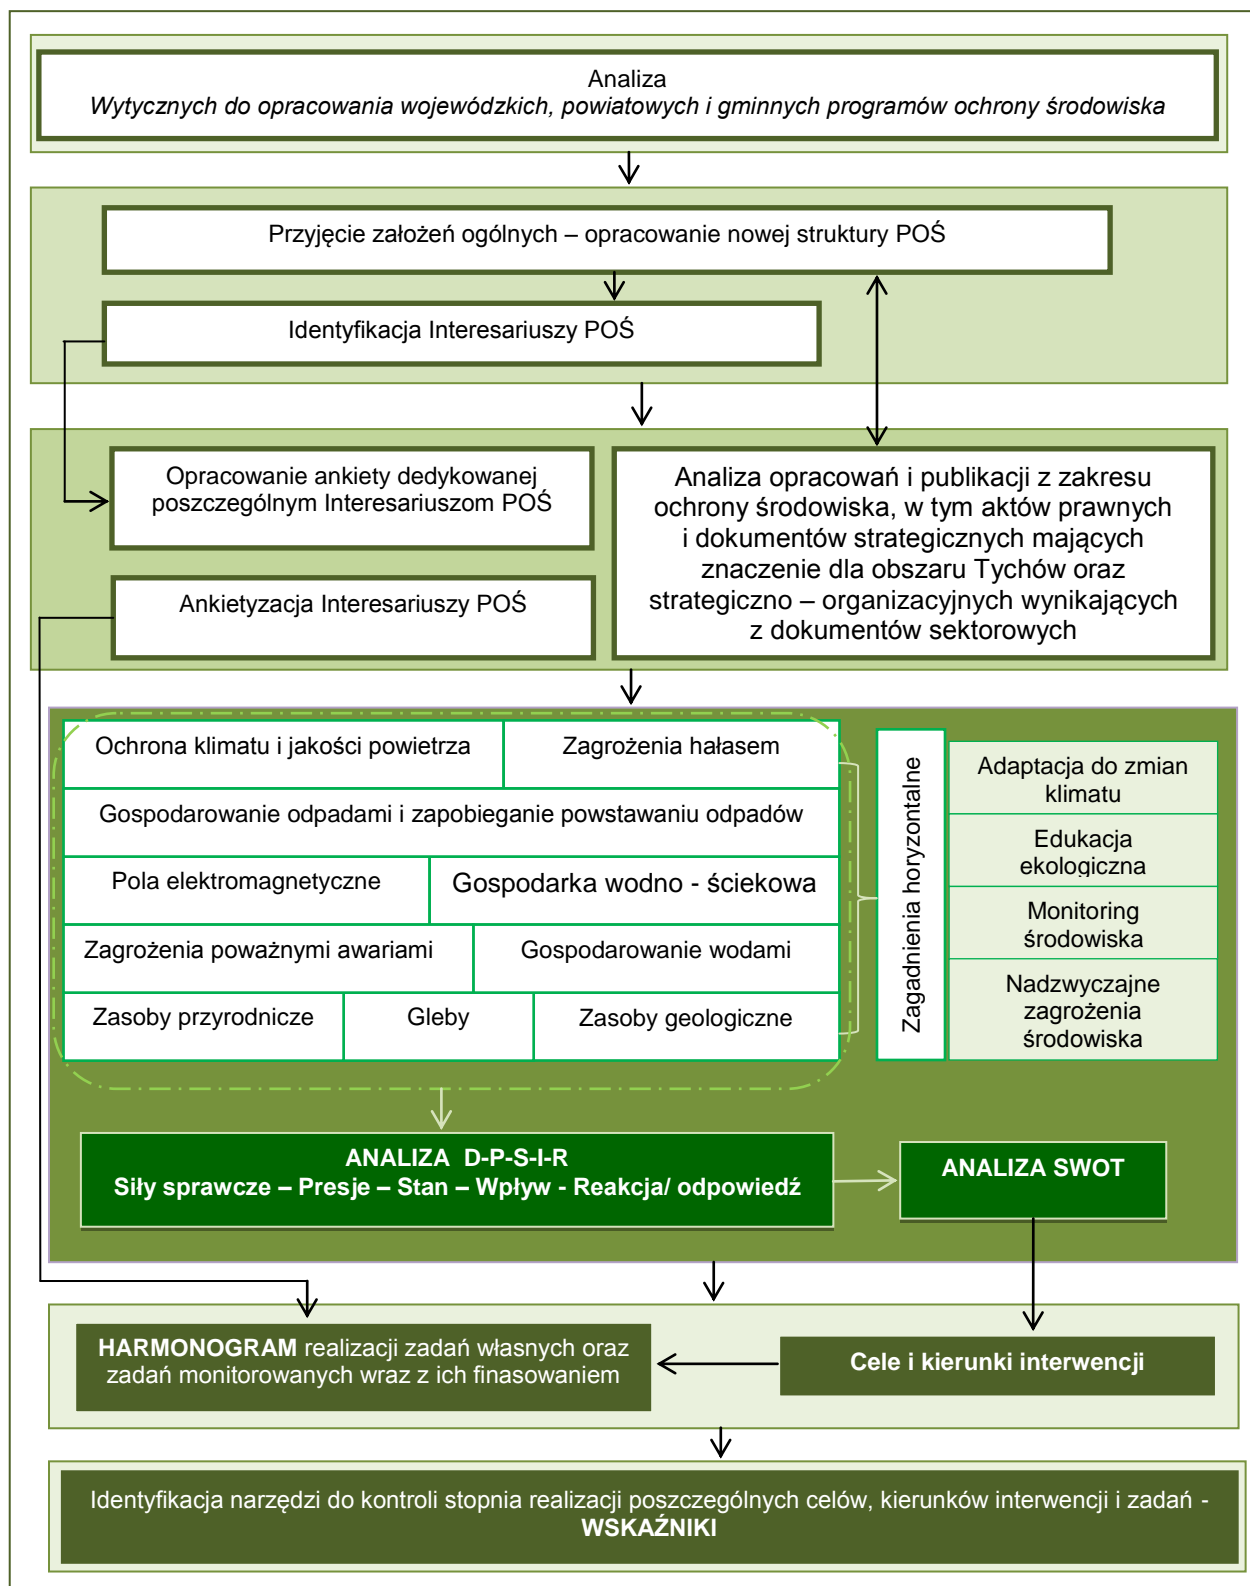 Analiza
Wytycznych do opracowania wojewódzkich, powiatowych i gminnych programów ochrony środowiska
Przyjęcie założeń ogólnych – opracowanie nowej struktury POŚ
Identyfikacja Interesariuszy POŚ
Opracowanie ankiety dedykowanej
poszczególnym Interesariuszom POŚ
Ankietyzacja Interesariuszy POŚ
Analiza opracowań i publikacji z zakresu
ochrony środowiska, w tym aktów prawnych
i dokumentów strategicznych mających
znaczenie dla obszaru Tychów oraz
strategiczno – organizacyjnych wynikających
z dokumentów sektorowych
Ochrona klimatu i jakości powietrza
Zagrożenia hałasem
Gospodarowanie odpadami i zapobieganie powstawaniu odpadów
Pola elektromagnetyczne
Gospodarka wodno - ściekowa
Zagrożenia poważnymi awariami
Gospodarowanie wodami
Zasoby przyrodnicze
Gleby
Zasoby geologiczne
Zagadnienia horyzontalne
Adaptacja do zmian
klimatu
Edukacja
ekologiczna
Monitoring
środowiska
Nadzwyczajne
zagrożenia
środowiska
ANALIZA D-P-S-I-R
Siły sprawcze – Presje – Stan – Wpływ - Reakcja/ odpowiedź
ANALIZA SWOT
HARMONOGRAM realizacji zadań własnych oraz
zadań monitorowanych wraz z ich finasowaniem
Cele i kierunki interwencji
Identyfikacja narzędzi do kontroli stopnia realizacji poszczególnych celów, kierunków interwencji i zadań -
WSKAŹNIKI